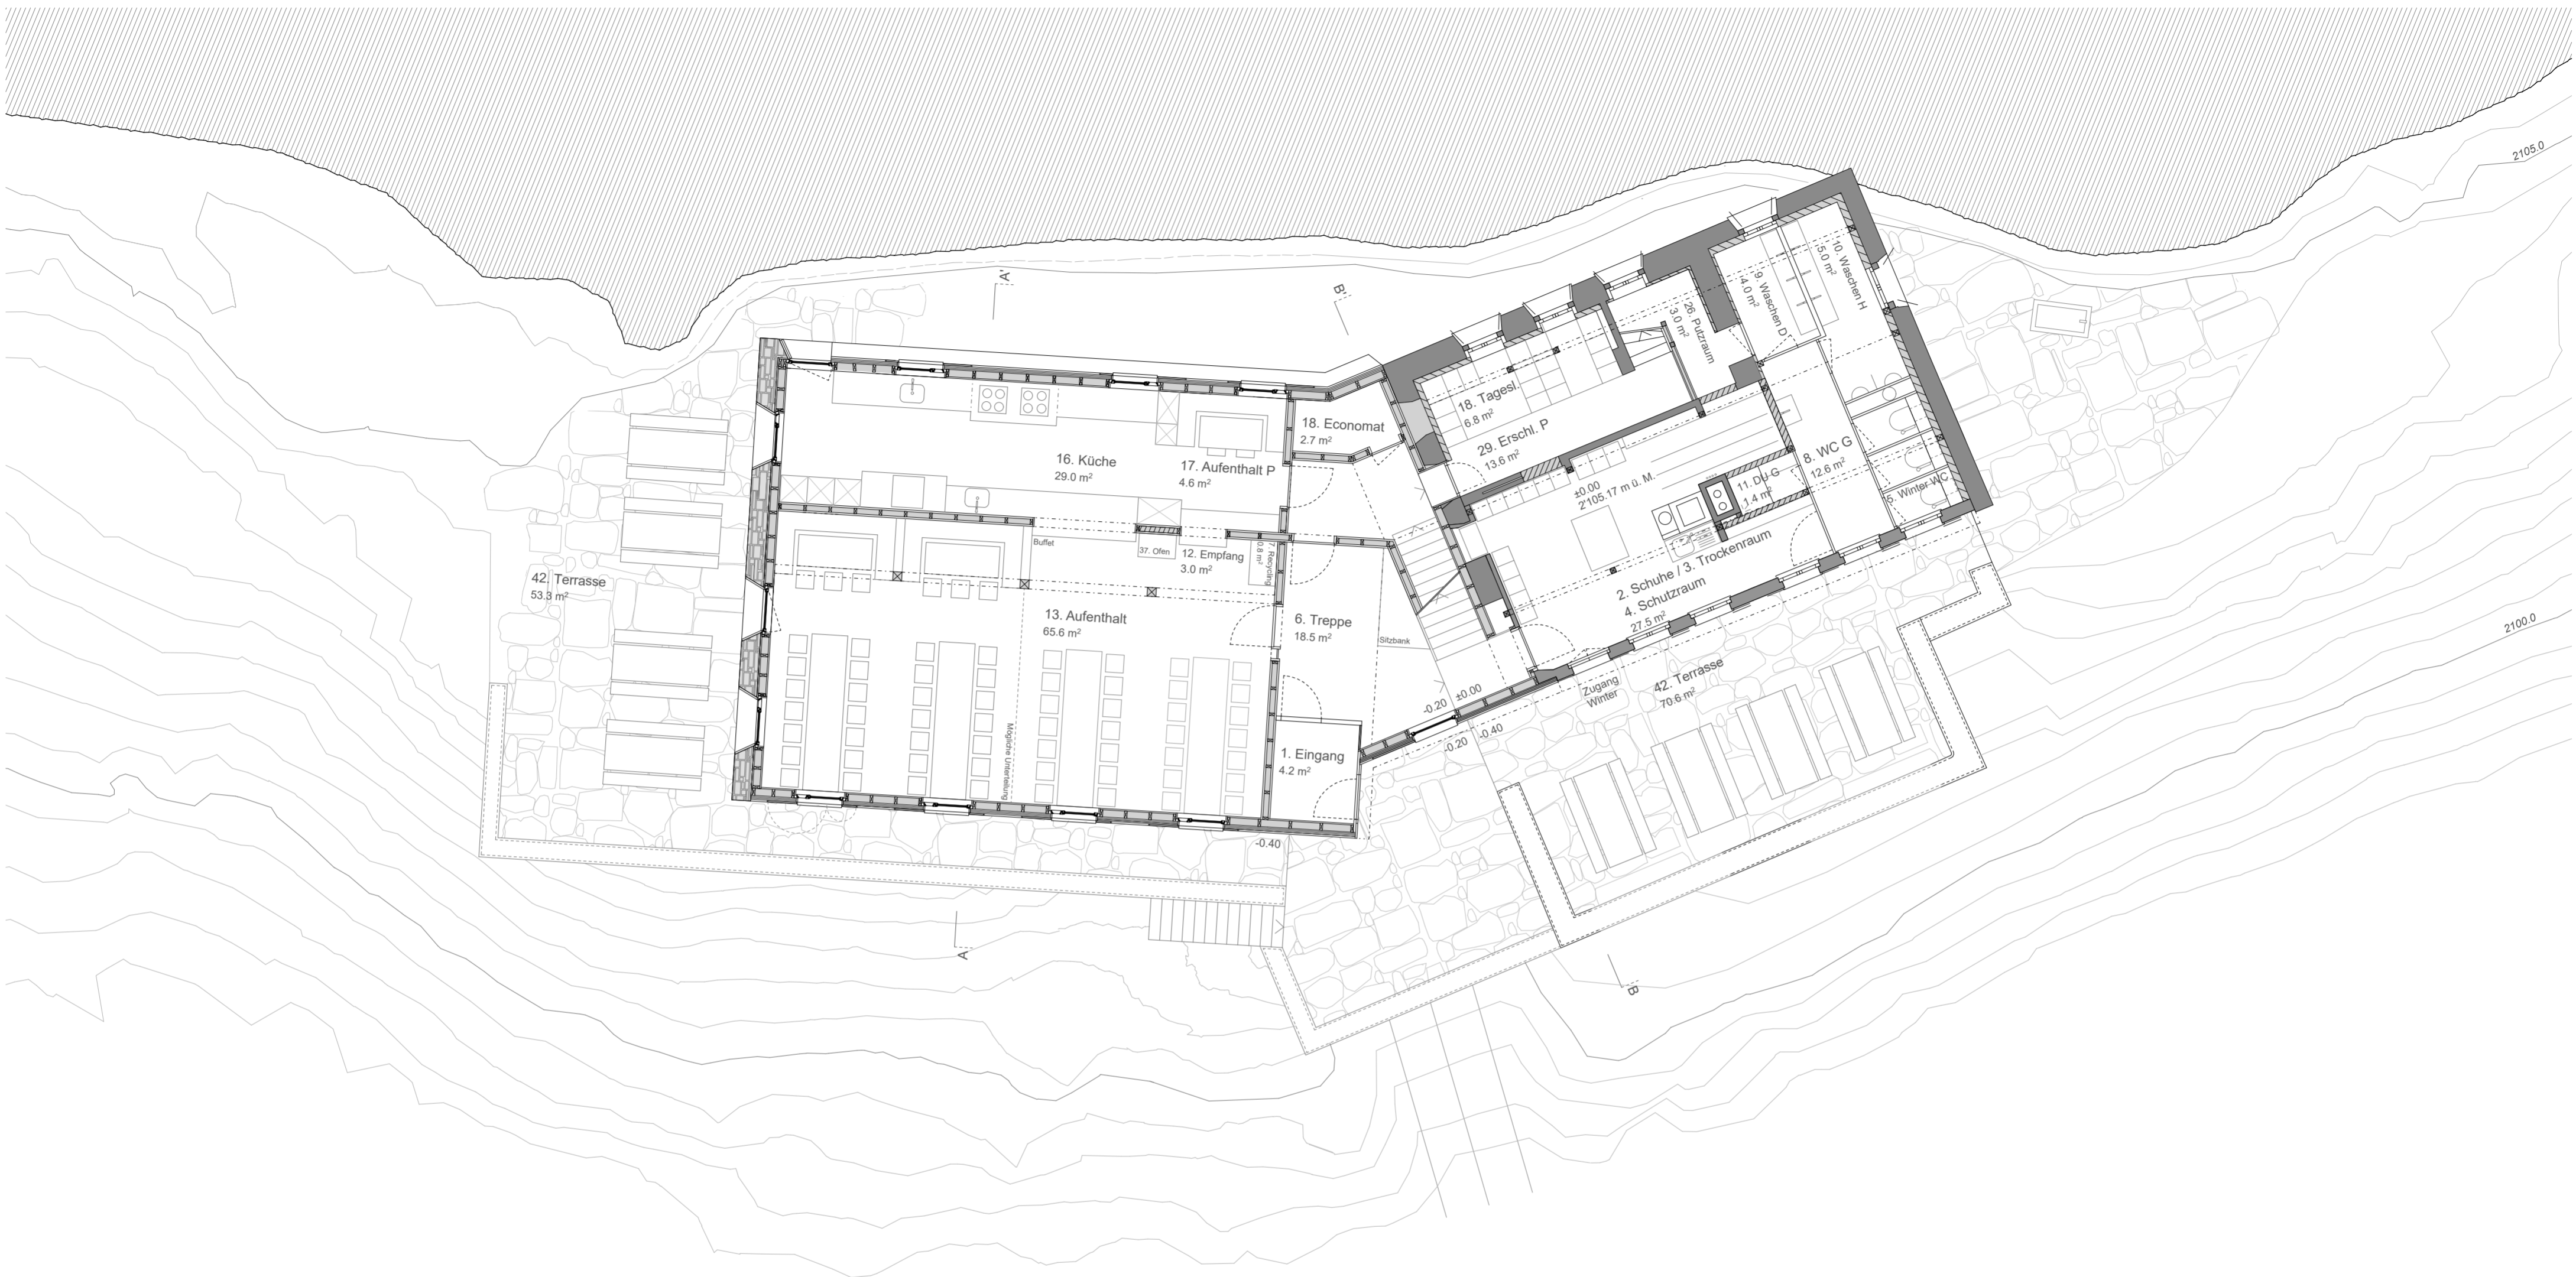 2105.0
A'
B'
10. Waschen H
5.0 m²
9. Waschen D
4.0 m²
26. Putzraum
3.0 m²
18. Tagesl.
6.8 m²
29. Erschl. P
13.6 m²
18. Economat
2.7 m²
16. Küche
29.0 m²
17. Aufenthalt P
4.6 m²
±0.00
2'105.17 m ü. M.
11. DU G
1.4 m²
8. WC G
12.6 m²
5. Winter-WC
Buffet
37. Ofen
12. Empfang
3.0 m²
7. Recycling
0.8 m²
42. Terrasse
53.3 m²
13. Aufenthalt
65.6 m²
6. Treppe
18.5 m²
Sitzbank
2. Schuhe / 3. Trockenraum
4. Schutzraum
27.5 m²
2100.0
Zugang
Winter
42. Terrasse
70.6 m²
-0.20
±0.00
-0.20
-0.40
Mögliche Unterteilung
1. Eingang
4.2 m²
-0.40
A
B